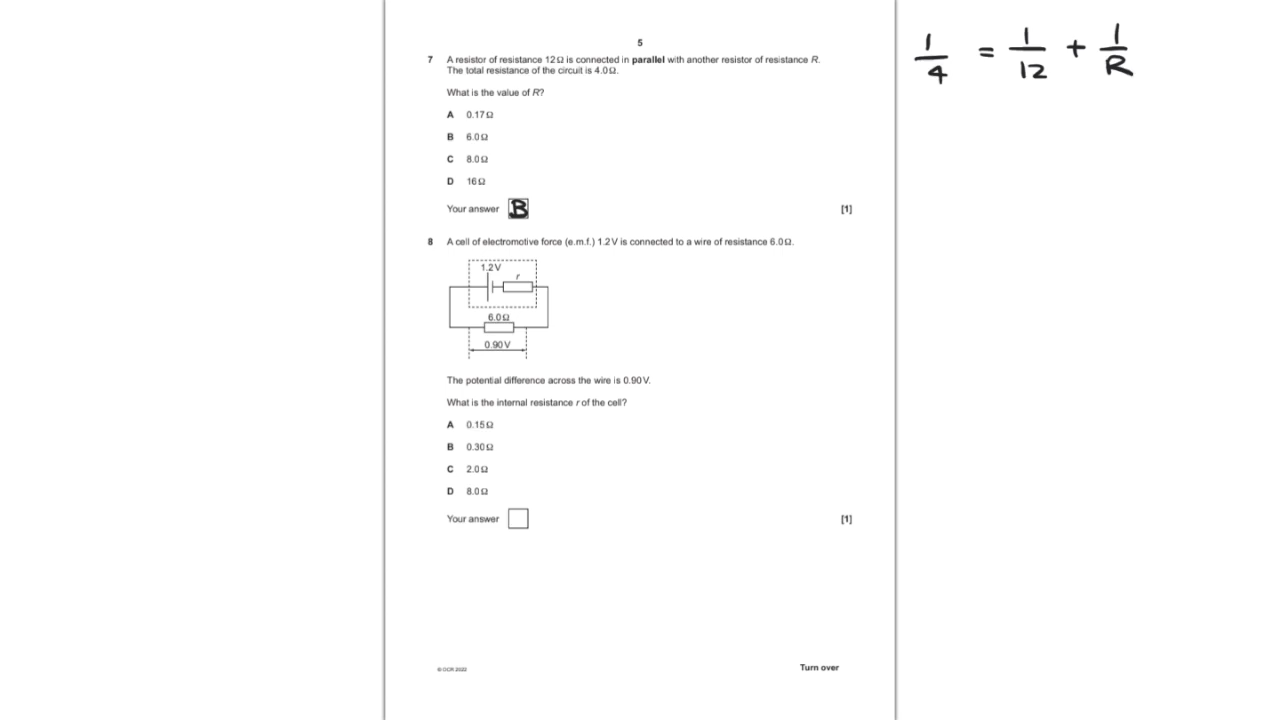 5
7 A resistor of resistance 12 Ω is connected in parallel with another resistor of resistance R.
The total resistance of the circuit is 4.0 Ω.
What is the value of R?
A 0.17 Ω
B 6.0 Ω
C 8.0 Ω
D 16 Ω
Your answer B [1]
8 A cell of electromotive force (e.m.f.) 1.2 V is connected to a wire of resistance 6.0 Ω.
1.2 V
r
6.0 Ω
0.90 V
The potential difference across the wire is 0.90 V.
What is the internal resistance r of the cell?
A 0.15 Ω
B 0.30 Ω
C 2.0 Ω
D 8.0 Ω
Your answer [1]
© OCR 2022 Turn over
1/4 = 1/12 + 1/R